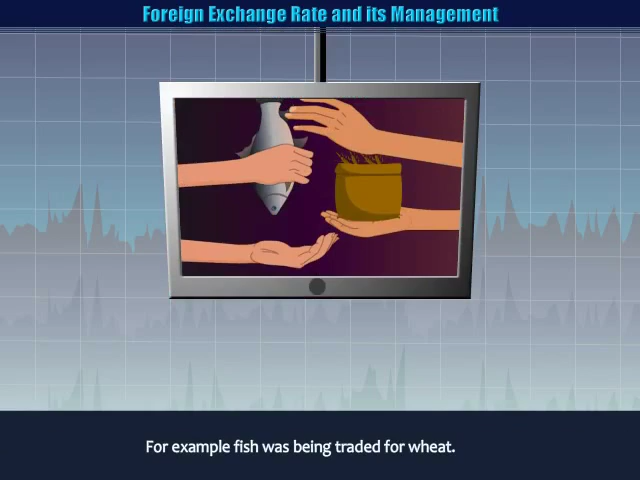 Foreign Exchange Rate and its Management
For example fish was being traded for wheat.